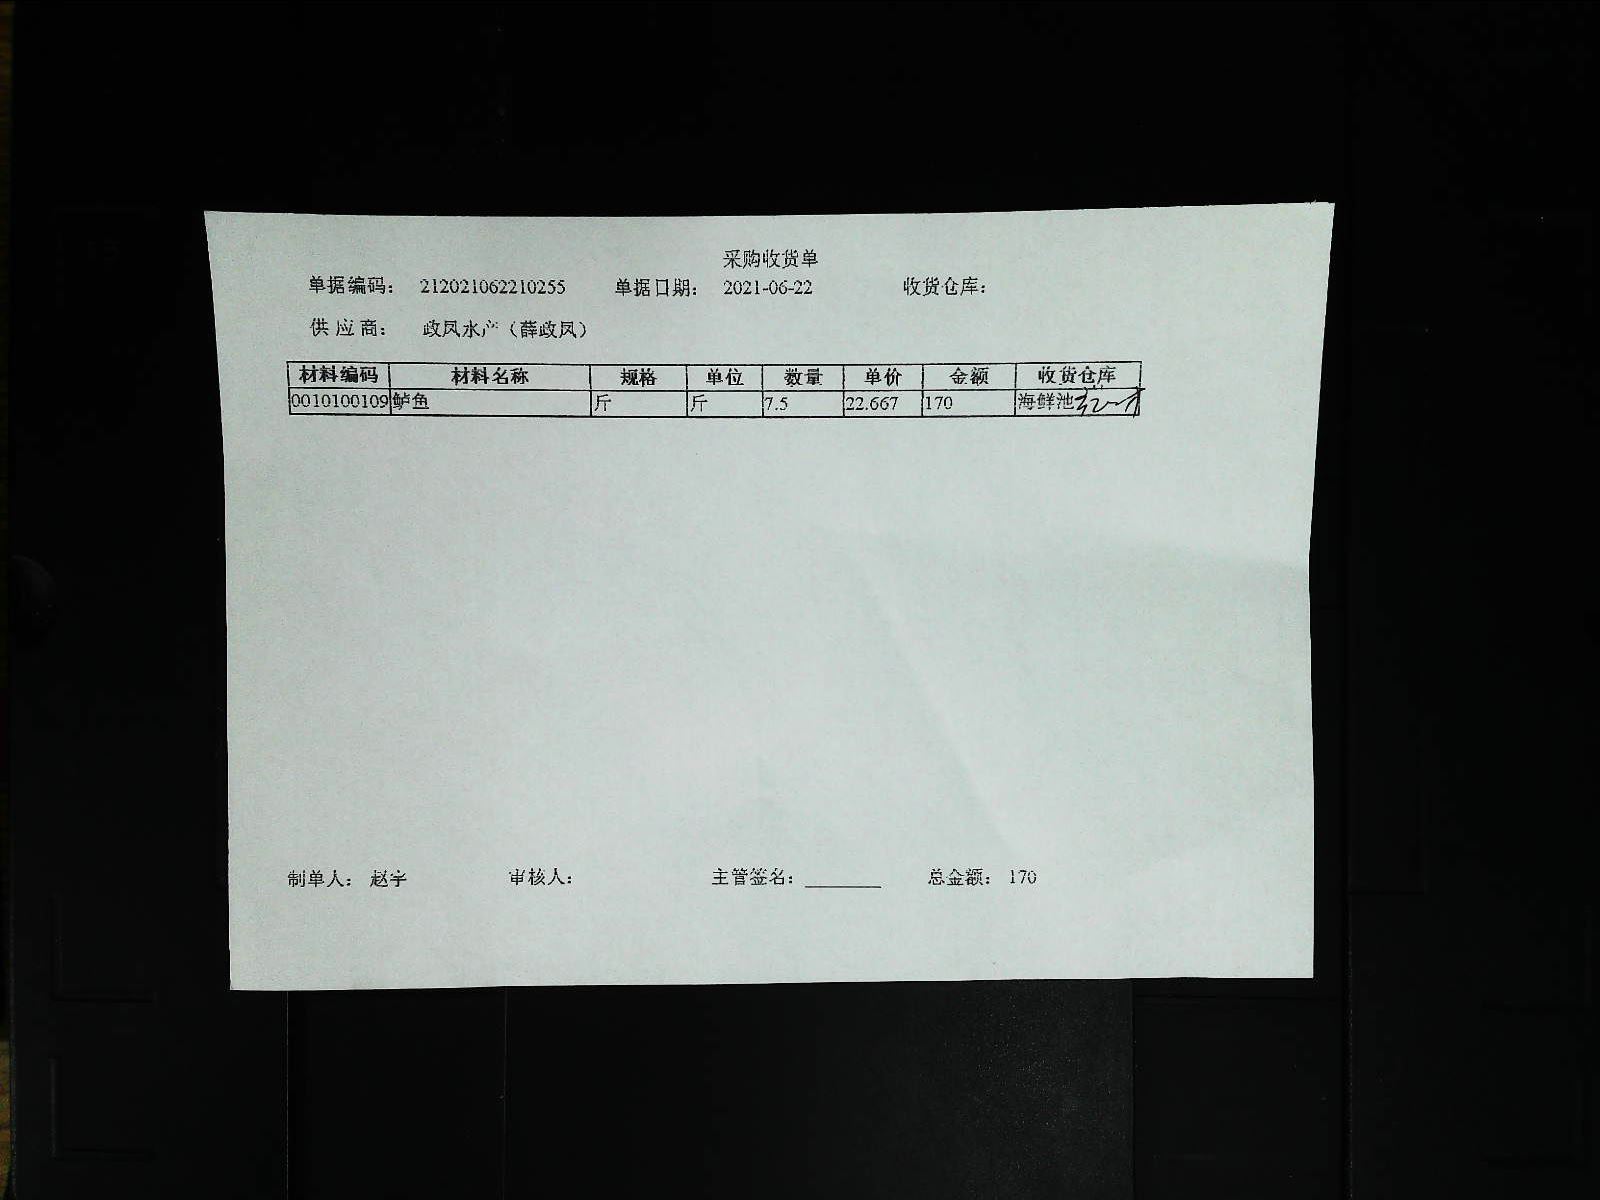 采购收货单
单据编码： 212021062210255 单据日期： 2021-06-22 收货仓库：
供应商： 政凤水产（薛政凤）
材料编码 材料名称 规格 单位 数量 单价 金额 收货仓库
0010100109 鲈鱼 斤 斤 7.5 22.667 170 海鲜池
制单人： 赵宇 审核人： 主管签名：_______ 总金额： 170